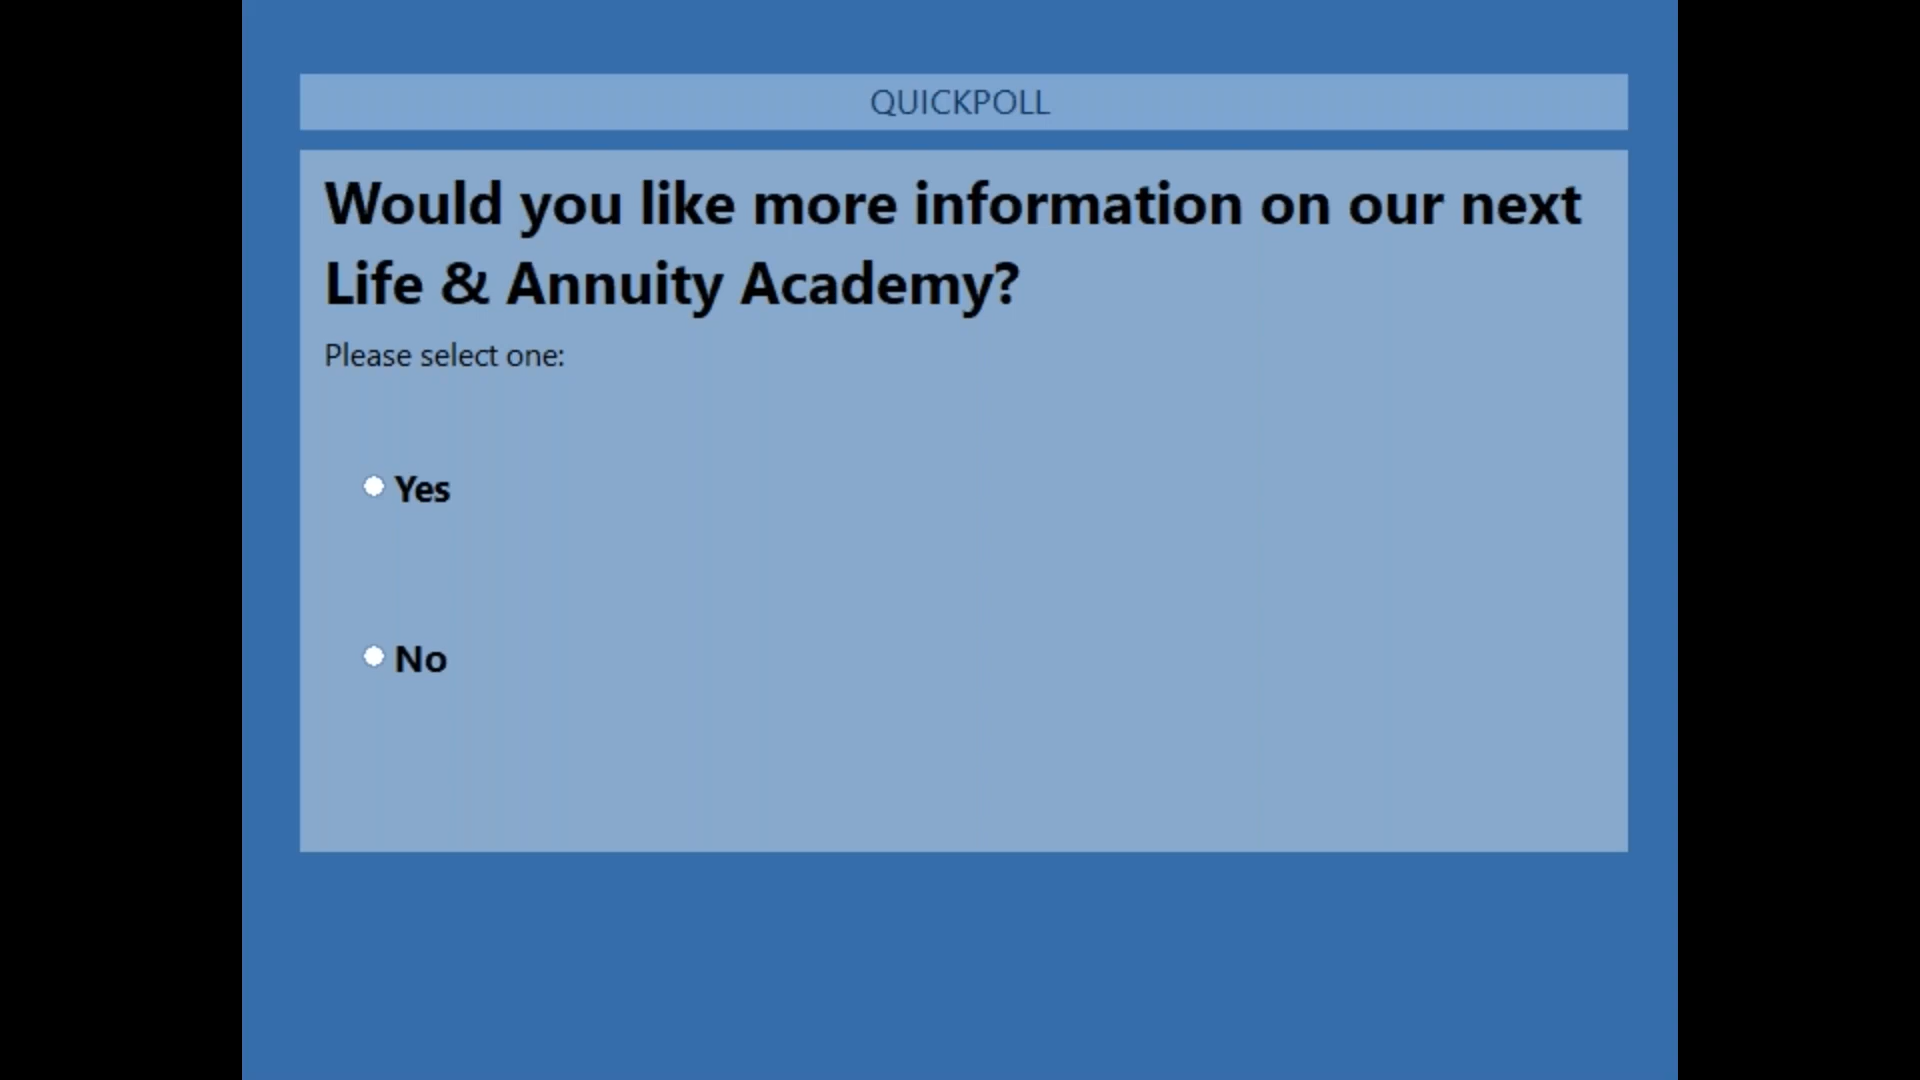 QUICKPOLL
Would you like more information on our next
Life & Annuity Academy?
Please select one:
Yes
No